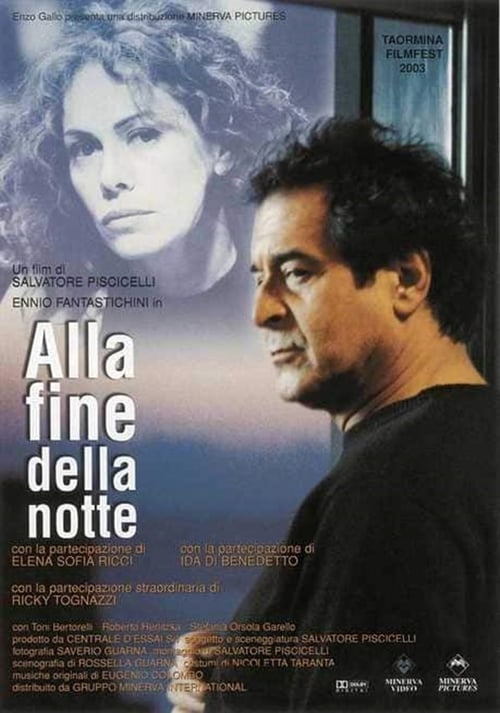 Enzo Gallo presenta una distribuzione MINERVA PICTURES
TAORMINA
FILMFEST
2003
Un film di
SALVATORE PISCICELLI
ENNIO FANTASTICHINI in
Alla
fine
della
notte
con la partecipazione di
ELENA SOFIA RICCI
con la partecipazione di
IDA DI BENEDETTO
con la partecipazione straordinaria di
RICKY TOGNAZZI
con Toni Bertorelli Roberto Herlitzka Stefania Orsola Garello
prodotto da CENTRALE D'ESSAI Srl soggetto e sceneggiatura SALVATORE PISCICELLI
fotografia SAVERIO GUARNA montaggio di SALVATORE PISCICELLI
scenografia di ROSSELLA GUARNA costumi di NICOLETTA TARANTA
musiche originali di EUGENIO COLOMBO
distribuito da GRUPPO MINERVA INTERNATIONAL
DOLBY
DIGITAL
MINERVA
VIDEO
MINERVA
PICTURES